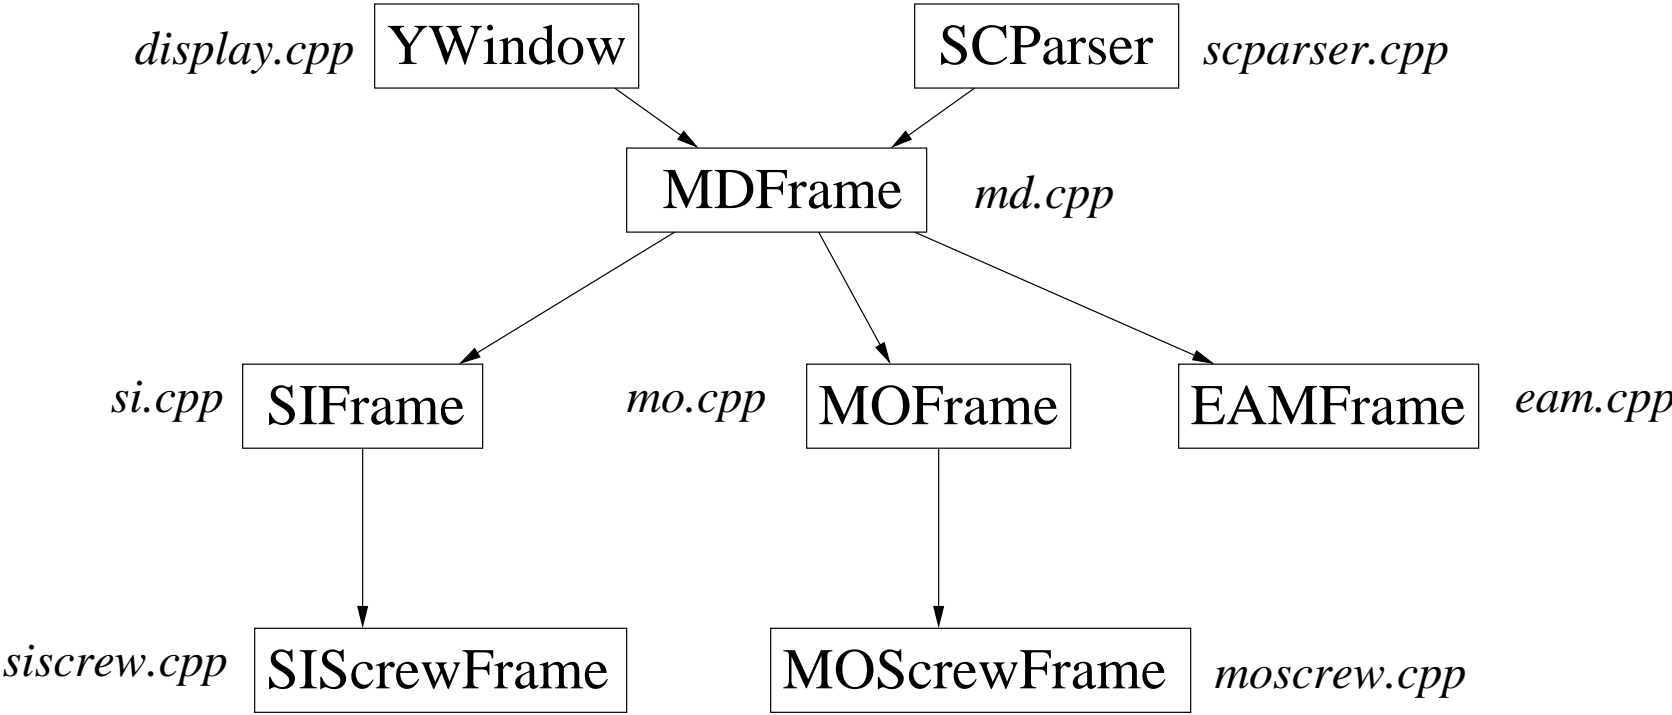 display.cpp YWindow SCParser scparser.cpp
MDFrame md.cpp
si.cpp SIFrame mo.cpp MOFrame EAMFrame eam.cpp
siscrew.cpp SIScrewFrame MOScrewFrame moscrew.cpp